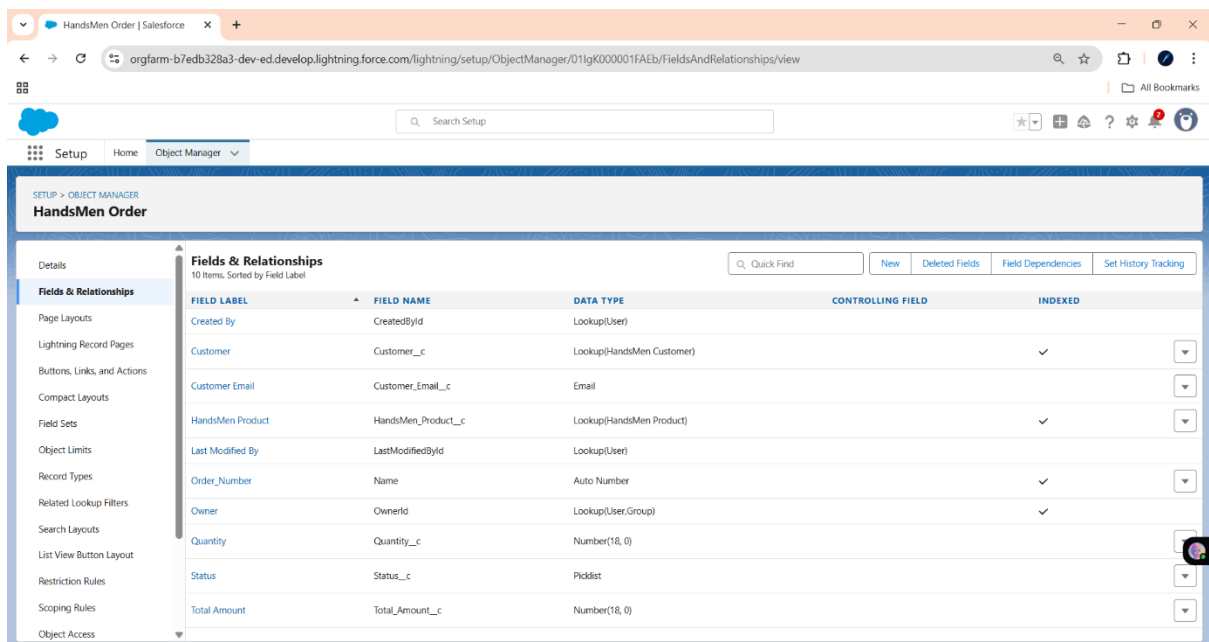 HandsMen Order | Salesforce
orgfarm-b7edb328a3-dev-ed.develop.lightning.force.com/lightning/setup/ObjectManager/01IgK000001FAEb/FieldsAndRelationships/view
All Bookmarks
Search Setup
2
Setup Home Object Manager
SETUP > OBJECT MANAGER
HandsMen Order
Details
Fields & Relationships
Page Layouts
Lightning Record Pages
Buttons, Links, and Actions
Compact Layouts
Field Sets
Object Limits
Record Types
Related Lookup Filters
Search Layouts
List View Button Layout
Restriction Rules
Scoping Rules
Object Access
Fields & Relationships
10 Items. Sorted by Field Label
Quick Find New Deleted Fields Field Dependencies Set History Tracking
FIELD LABEL FIELD NAME DATA TYPE CONTROLLING FIELD INDEXED
Created By CreatedById Lookup(User)
Customer Customer__c Lookup(HandsMen Customer)
Customer Email Customer_Email__c Email
HandsMen Product HandsMen_Product__c Lookup(HandsMen Product)
Last Modified By LastModifiedById Lookup(User)
Order_Number Name Auto Number
Owner OwnerId Lookup(User,Group)
Quantity Quantity__c Number(18, 0)
Status Status__c Picklist
Total Amount Total_Amount__c Number(18, 0)